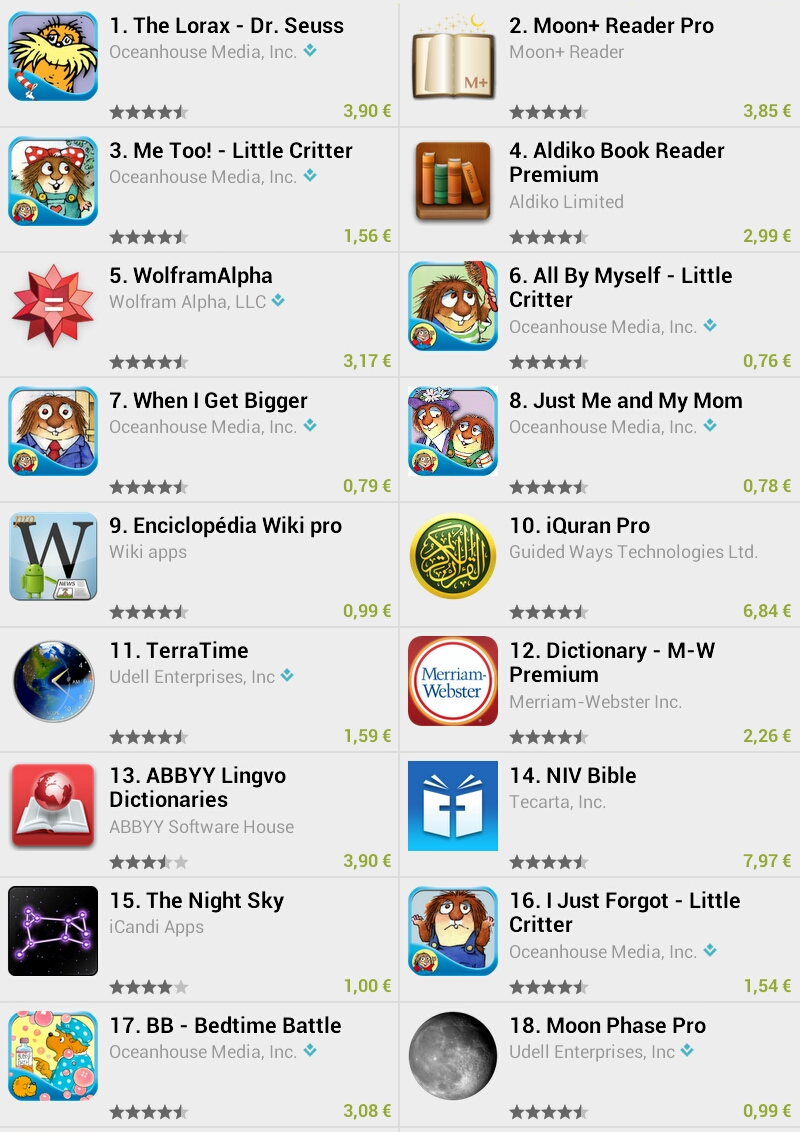 1. The Lorax - Dr. Seuss
Oceanhouse Media, Inc.
3,90 €
2. Moon+ Reader Pro
Moon+ Reader
M+
3,85 €
3. Me Too! - Little Critter
Oceanhouse Media, Inc.
1,56 €
4. Aldiko Book Reader
Premium
Aldiko Limited
2,99 €
5. WolframAlpha
Wolfram Alpha, LLC
=
3,17 €
6. All By Myself - Little
Critter
Oceanhouse Media, Inc.
0,76 €
7. When I Get Bigger
Oceanhouse Media, Inc.
0,79 €
8. Just Me and My Mom
Oceanhouse Media, Inc.
0,78 €
9. Enciclopédia Wiki pro
Wiki apps
pro
W
NEWS
0,99 €
10. iQuran Pro
Guided Ways Technologies Ltd.
6,84 €
11. TerraTime
Udell Enterprises, Inc
1,59 €
12. Dictionary - M-W
Premium
Merriam-Webster Inc.
Merriam-
Webster
2,26 €
13. ABBYY Lingvo
Dictionaries
ABBYY Software House
3,90 €
14. NIV Bible
Tecarta, Inc.
7,97 €
15. The Night Sky
iCandi Apps
1,00 €
16. I Just Forgot - Little
Critter
Oceanhouse Media, Inc.
1,54 €
17. BB - Bedtime Battle
Oceanhouse Media, Inc.
3,08 €
18. Moon Phase Pro
Udell Enterprises, Inc
0,99 €